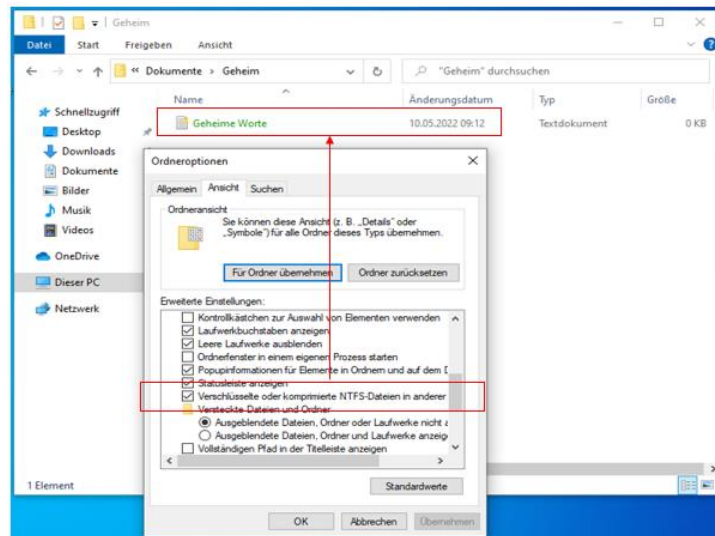 Geheim
Datei Start Freigeben Ansicht
« Dokumente > Geheim
"Geheim" durchsuchen
Name Änderungsdatum Typ Größe
Geheime Worte 10.05.2022 09:12 Textdokument 0 KB
Schnellzugriff
Desktop
Downloads
Dokumente
Bilder
Musik
Videos
OneDrive
Dieser PC
Netzwerk
1 Element
Ordneroptionen
Allgemein Ansicht Suchen
Ordneransicht
Sie können diese Ansicht (z. B. „Details" oder
„Symbole") für alle Ordner dieses Typs übernehmen.
Für Ordner übernehmen Ordner zurücksetzen
Erweiterte Einstellungen:
Kontrollkästchen zur Auswahl von Elementen verwenden
Laufwerkbuchstaben anzeigen
Leere Laufwerke ausblenden
Ordnerfenster in einem eigenen Prozess starten
Popupinformationen für Elemente in Ordnern und auf dem
Statusleiste anzeigen
Verschlüsselte oder komprimierte NTFS-Dateien in anderer
Versteckte Dateien und Ordner
Ausgeblendete Dateien, Ordner oder Laufwerke nicht
Ausgeblendete Dateien, Ordner und Laufwerke
Vollständigen Pfad in der Titelleiste anzeigen
Standardwerte
OK Abbrechen Übernehmen